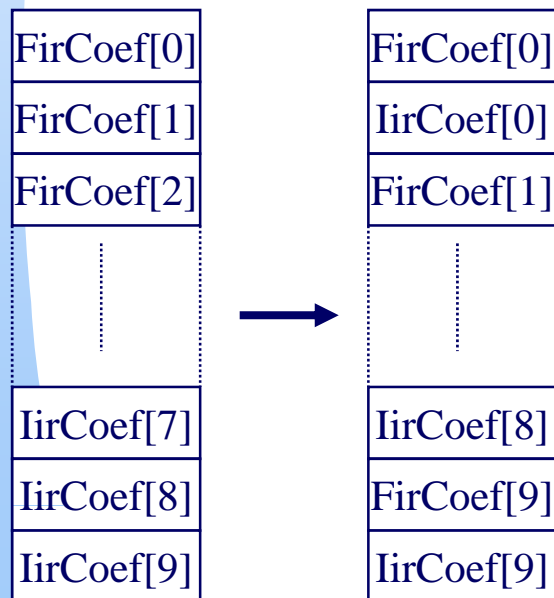 FirCoef[0]
FirCoef[1]
FirCoef[2]
IirCoef[7]
IirCoef[8]
IirCoef[9]
FirCoef[0]
IirCoef[0]
FirCoef[1]
IirCoef[8]
FirCoef[9]
IirCoef[9]